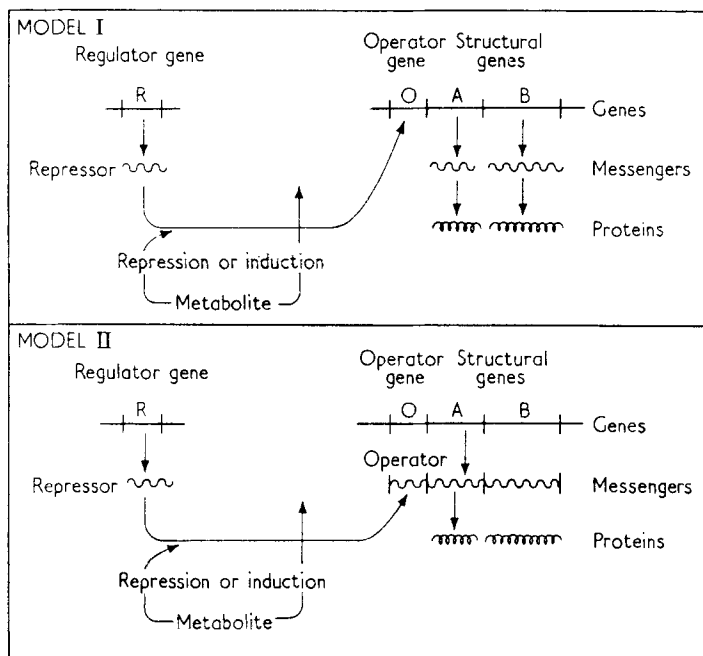 MODEL I
Regulator gene
Operator gene
Structural genes
R
O A B
Genes
Repressor
Messengers
Proteins
Repression or induction
Metabolite
MODEL II
Regulator gene
Operator gene
Structural genes
R
O A B
Genes
Operator
Repressor
Messengers
Proteins
Repression or induction
Metabolite